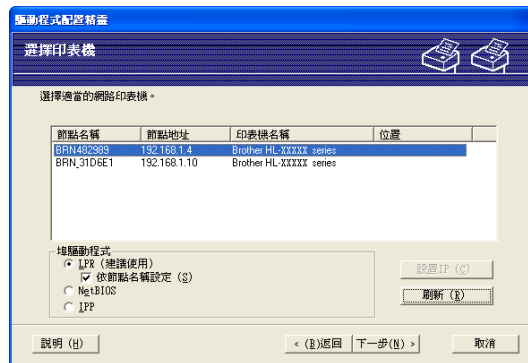 驅動程式配置精靈
選擇印表機
選擇適當的網路印表機。
節點名稱 節點地址 印表機名稱 位置
BRN482989 192.168.1.4 Brother HL-XXXXX series
BRN_31D6E1 192.168.1.10 Brother HL-XXXXX series
埠驅動程式
LPR (建議使用)
依節點名稱設定 (S)
NetBIOS
IPP
設置IP (C)
刷新 (R)
說明 (H)
< (B)返回
下一步(N) >
取消